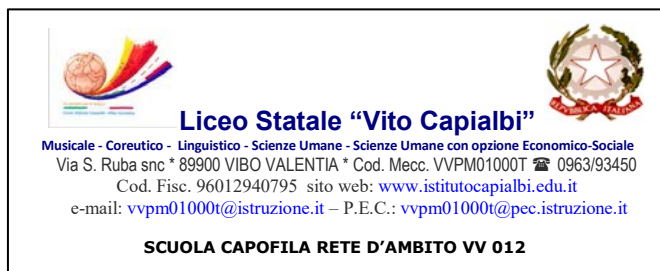 Liceo Statale “Vito Capialbi”
Musicale - Coreutico - Linguistico - Scienze Umane - Scienze Umane con opzione Economico-Sociale
Via S. Ruba snc * 89900 VIBO VALENTIA * Cod. Mecc. VVPM01000T ☎ 0963/93450
Cod. Fisc. 96012940795 sito web: www.istitutocapialbi.edu.it
e-mail: vvpm01000t@istruzione.it – P.E.C.: vvpm01000t@pec.istruzione.it
SCUOLA CAPOFILA RETE D’AMBITO VV 012